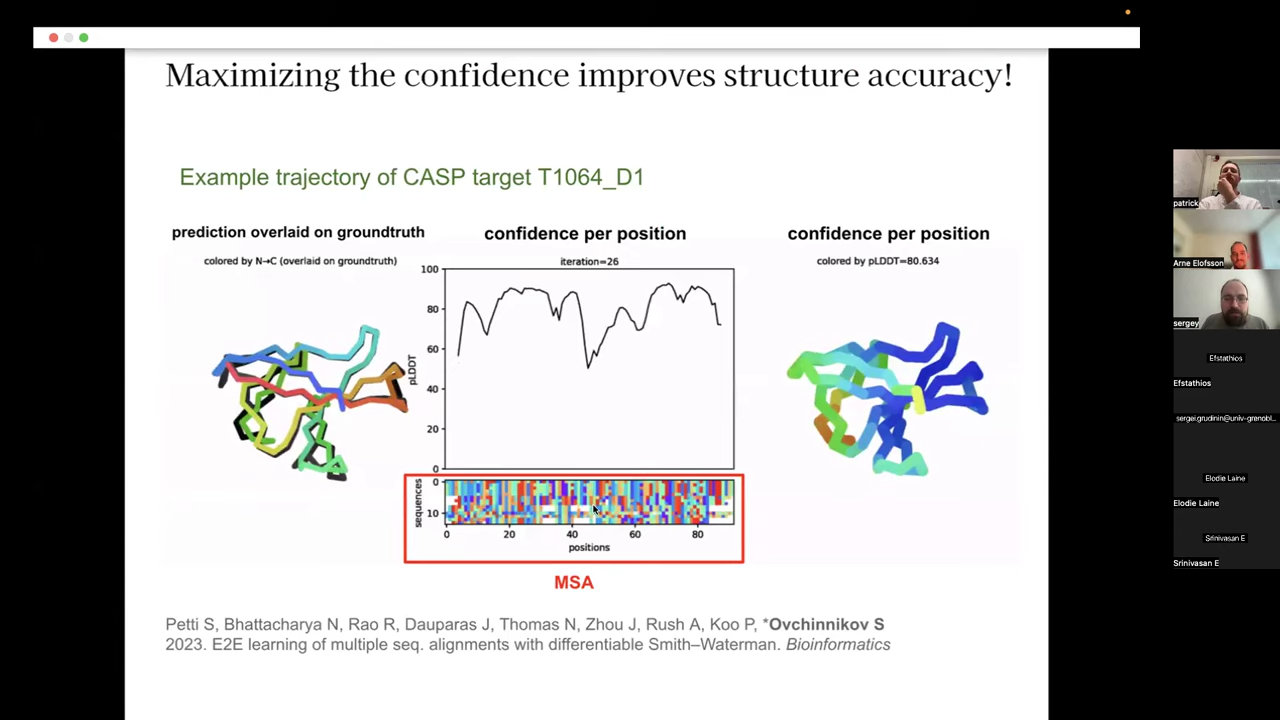 Maximizing the confidence improves structure accuracy!
Example trajectory of CASP target T1064_D1
prediction overlaid on groundtruth
colored by N→C (overlaid on groundtruth)
confidence per position
iteration=26
100
80
60
40
20
0
pLDDT
0
10
sequences
0 20 40 60 80
positions
MSA
confidence per position
colored by pLDDT=80.634
Petti S, Bhattacharya N, Rao R, Dauparas J, Thomas N, Zhou J, Rush A, Koo P, *Ovchinnikov S
2023. E2E learning of multiple seq. alignments with differentiable Smith–Waterman. Bioinformatics
patrick
Arne Elofsson
sergey
Efstathios
Efstathios
sergei.grudinin@univ-grenobl...
Elodie Laine
Elodie Laine
Srinivasan E
Srinivasan E